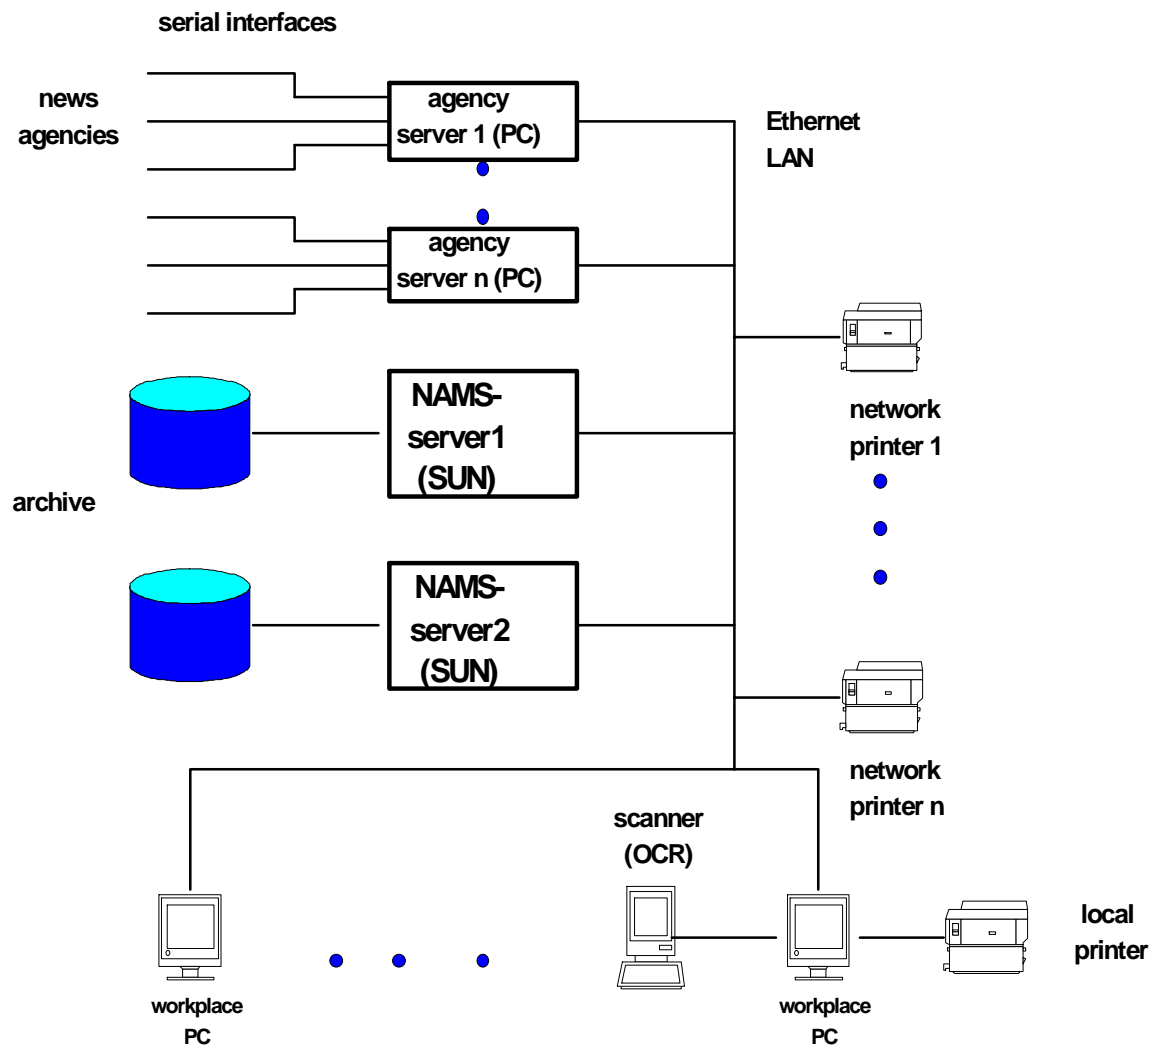 serial interfaces
news
agencies
agency
server 1 (PC)
Ethernet
LAN
agency
server n (PC)
NAMS-
server1
(SUN)
network
printer 1
archive
NAMS-
server2
(SUN)
network
printer n
scanner
(OCR)
local
printer
workplace
PC
workplace
PC